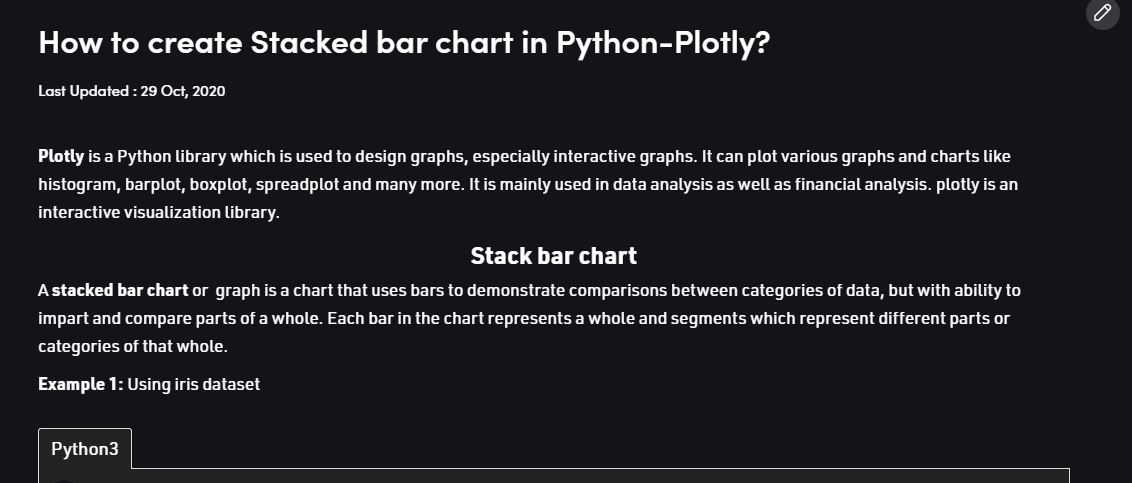 How to create Stacked bar chart in Python-Plotly?
Last Updated : 29 Oct, 2020
Plotly is a Python library which is used to design graphs, especially interactive graphs. It can plot various graphs and charts like
histogram, barplot, boxplot, spreadplot and many more. It is mainly used in data analysis as well as financial analysis. plotly is an
interactive visualization library.
Stack bar chart
A stacked bar chart or  graph is a chart that uses bars to demonstrate comparisons between categories of data, but with ability to
impart and compare parts of a whole. Each bar in the chart represents a whole and segments which represent different parts or
categories of that whole.
Example 1: Using iris dataset
Python3